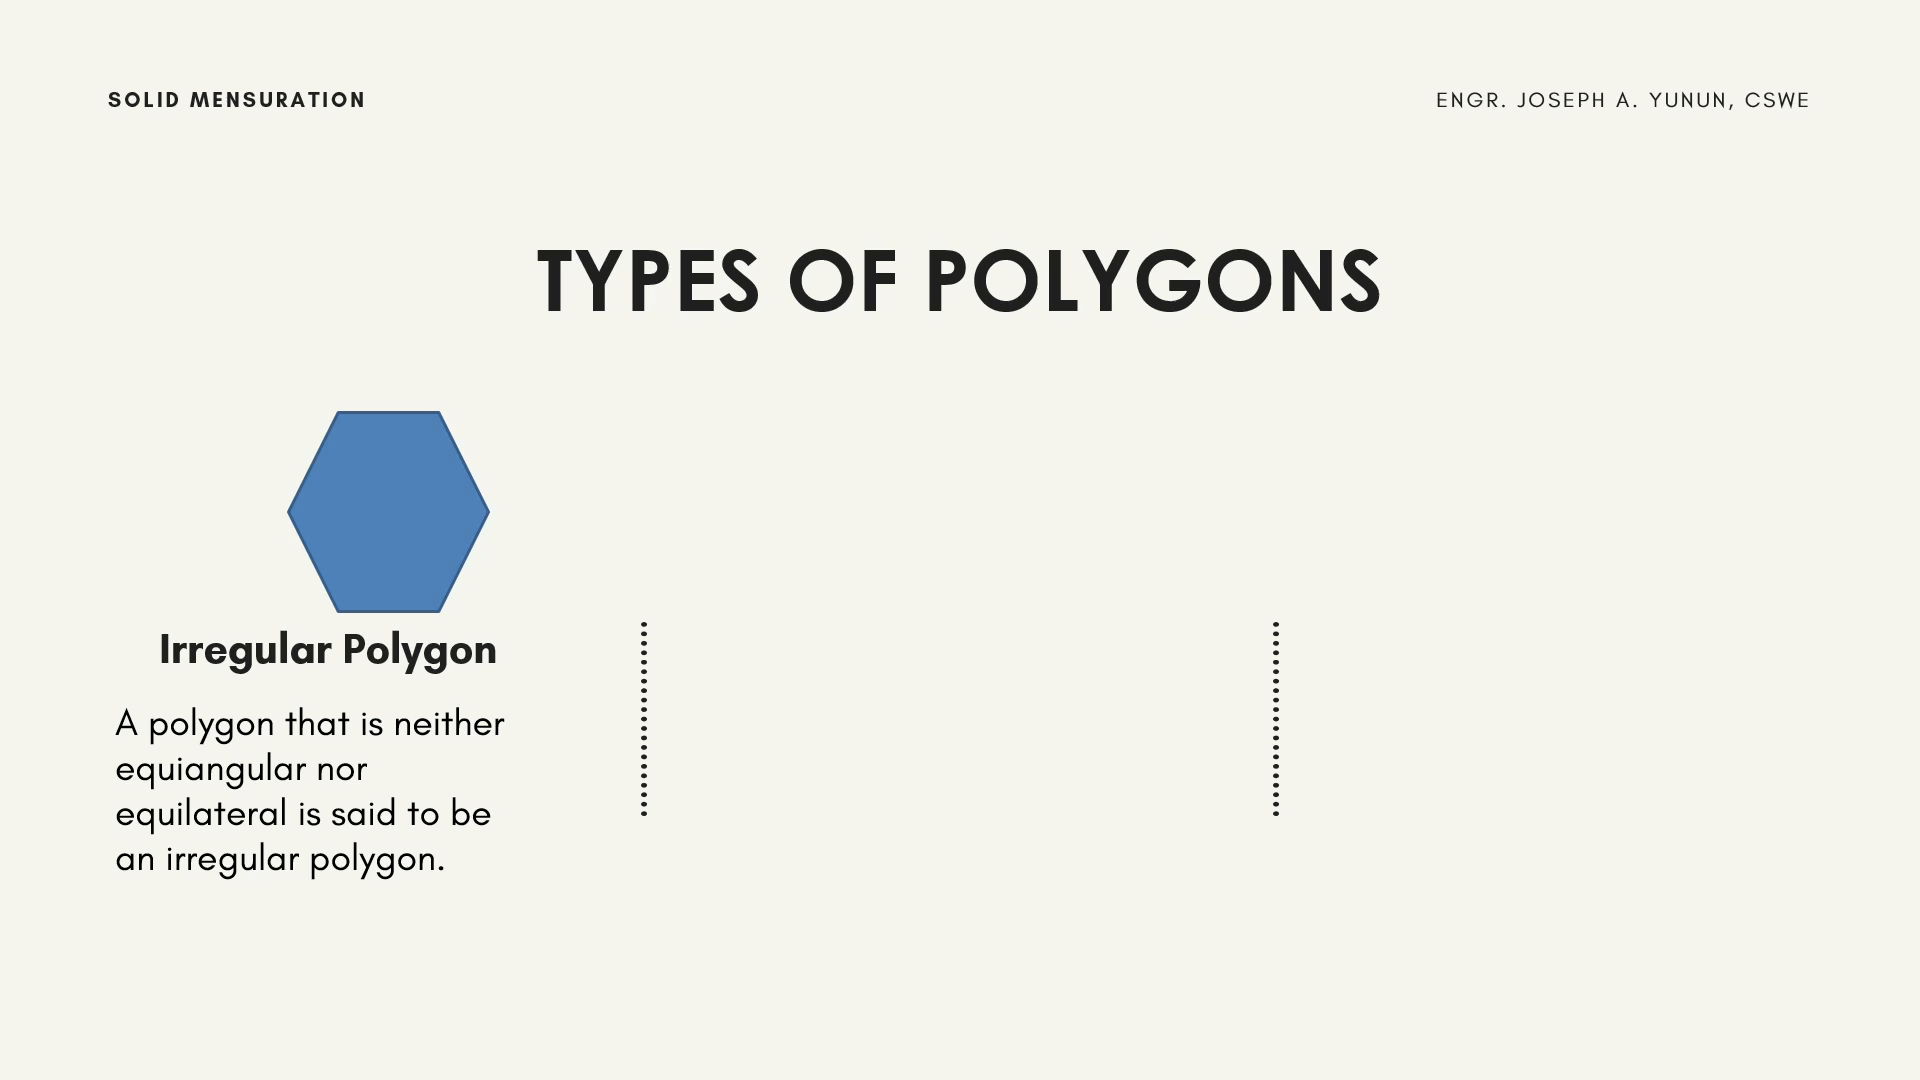 SOLID MENSURATION
ENGR. JOSEPH A. YUNUN, CSWE
TYPES OF POLYGONS
Irregular Polygon
A polygon that is neither
equiangular nor
equilateral is said to be
an irregular polygon.